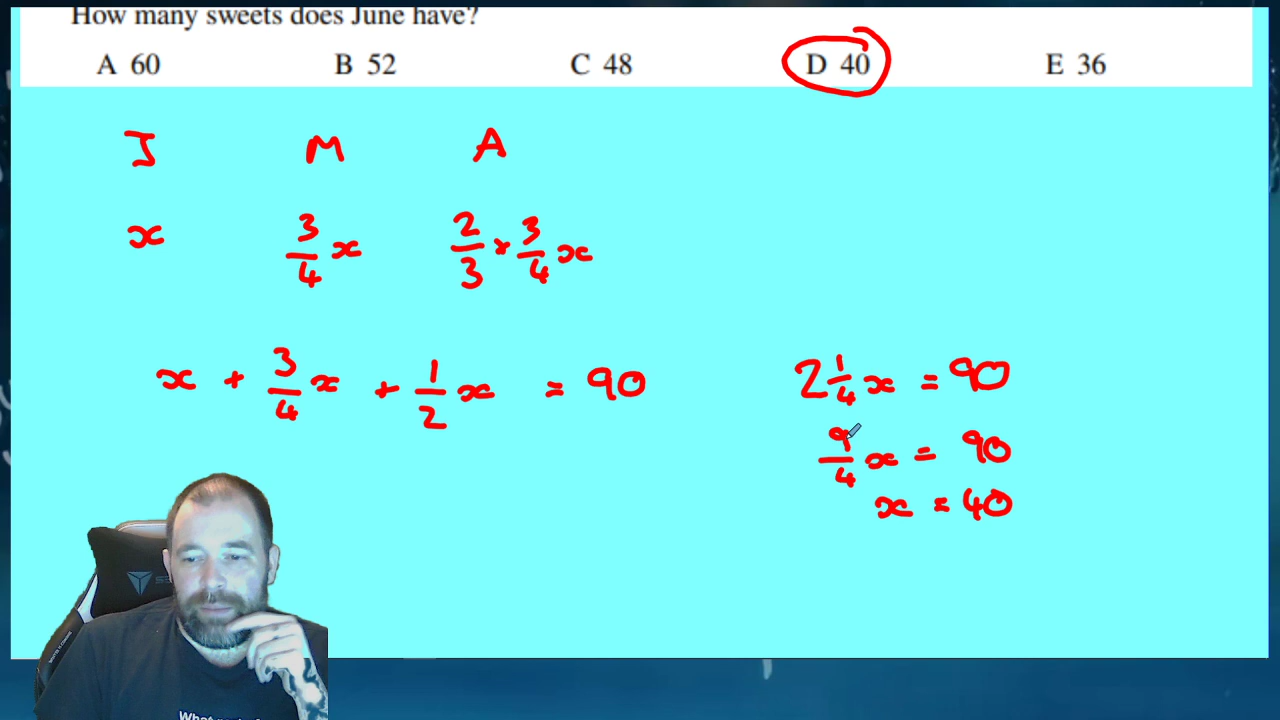 How many sweets does June have?
A 60 B 52 C 48 D 40 E 36
J M A
x 3/4 x 2/3 × 3/4 x
x + 3/4 x + 1/2 x = 90
2 1/4 x = 90
9/4 x = 90
x = 40